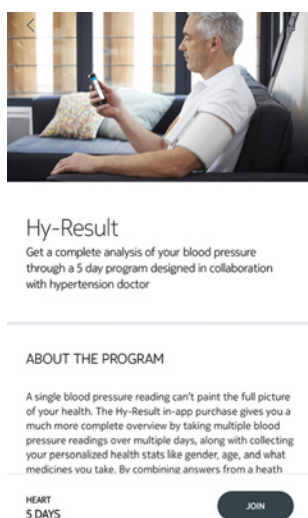 Hy-Result
Get a complete analysis of your blood pressure
through a 5 day program designed in collaboration
with hypertension doctor
ABOUT THE PROGRAM
A single blood pressure reading can't paint the full picture
of your health. The Hy-Result in-app purchase gives you a
much more complete overview by taking multiple blood
pressure readings over multiple days, along with collecting
your personalized health stats like gender, age, and what
medicines you take. By combining answers from a heath
HEART
5 DAYS
JOIN